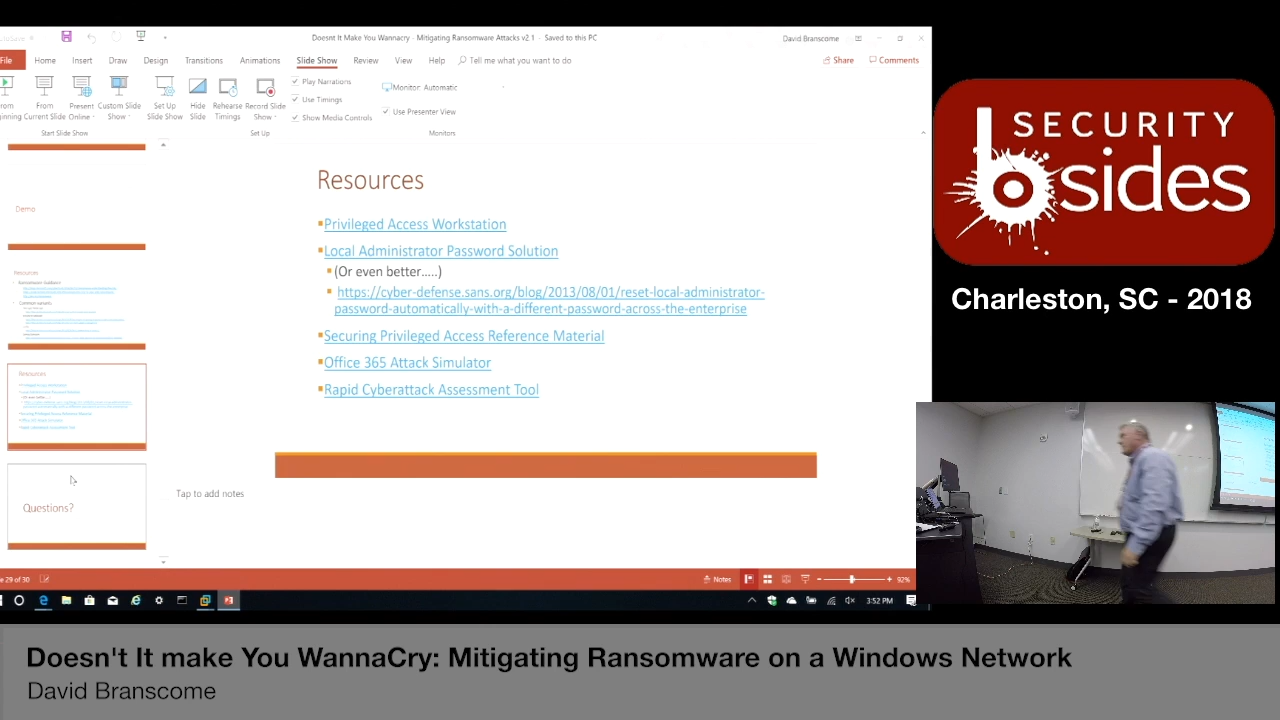 Doesnt It Make You Wannacry - Mitigating Ransomware Attacks v2 1 - Saved to this PC
David Branscome
File
Home
Insert
Draw
Design
Transitions
Animations
Slide Show
Review
View
Help
Tell me what you want to do
Share
Comments
From
Current Slide
Present
Online
Custom Slide
Show
Set Up
Slide Show
Hide
Slide
Rehearse
Timings
Record Slide
Show
Play Narrations
Use Timings
Show Media Controls
Monitor: Automatic
Use Presenter View
Start Slide Show
Set Up
Monitors
Demo
Resources
Resources
Questions?
Resources
Privileged Access Workstation
Local Administrator Password Solution
(Or even better.....)
https://cyber-defense.sans.org/blog/2013/08/01/reset-local-administrator-
password-automatically-with-a-different-password-across-the-enterprise
Securing Privileged Access Reference Material
Office 365 Attack Simulator
Rapid Cyberattack Assessment Tool
Tap to add notes
29 of 30
Notes
92%
3:52 PM
SECURITY
bsides
Charleston, SC - 2018
Doesn't It make You WannaCry: Mitigating Ransomware on a Windows Network
David Branscome